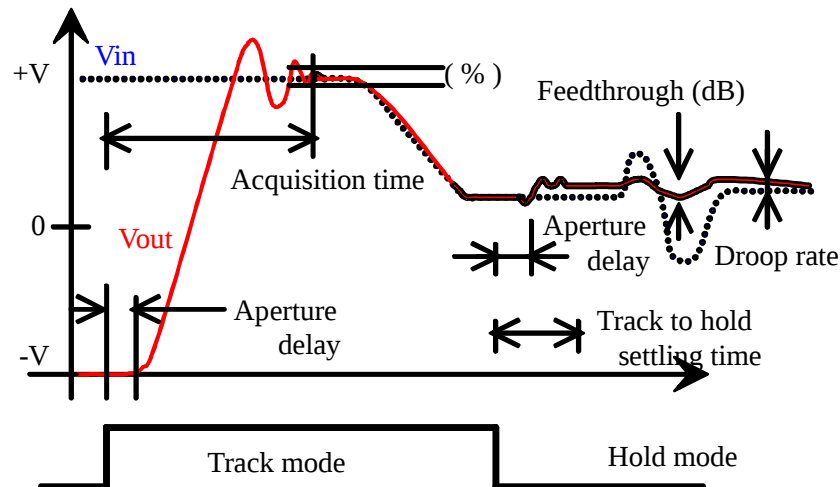 Vin
+V
( % )
Feedthrough (dB)
Acquisition time
0
Vout
Aperture
delay
Droop rate
Aperture
delay
Track to hold
settling time
-V
Track mode
Hold mode